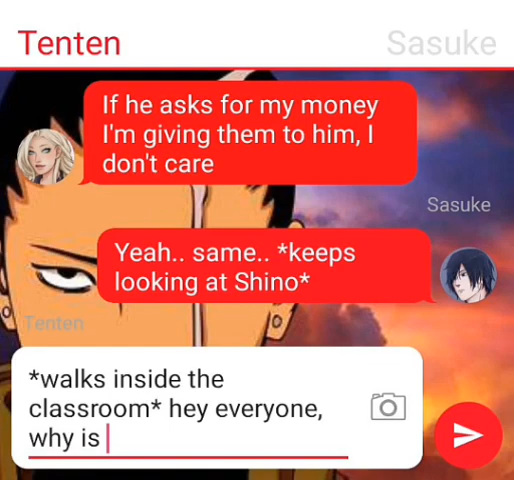 Tenten Sasuke
If he asks for my money
I'm giving them to him, I
don't care
Sasuke
Yeah.. same.. *keeps
looking at Shino*
Tenten
*walks inside the
classroom* hey everyone,
why is